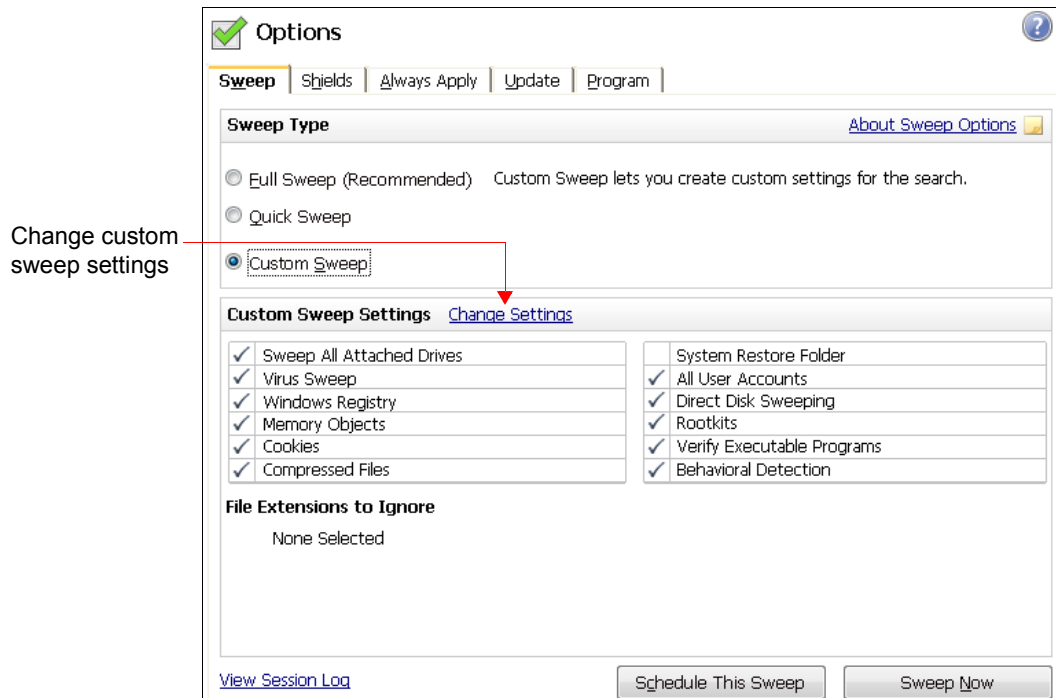 Options
Sweep
Shields
Always Apply
Update
Program
Sweep Type
About Sweep Options
Full Sweep (Recommended)
Custom Sweep lets you create custom settings for the search.
Quick Sweep
Custom Sweep
Change custom
sweep settings
Custom Sweep Settings
Change Settings
Sweep All Attached Drives
Virus Sweep
Windows Registry
Memory Objects
Cookies
Compressed Files
System Restore Folder
All User Accounts
Direct Disk Sweeping
Rootkits
Verify Executable Programs
Behavioral Detection
File Extensions to Ignore
None Selected
View Session Log
Schedule This Sweep
Sweep Now